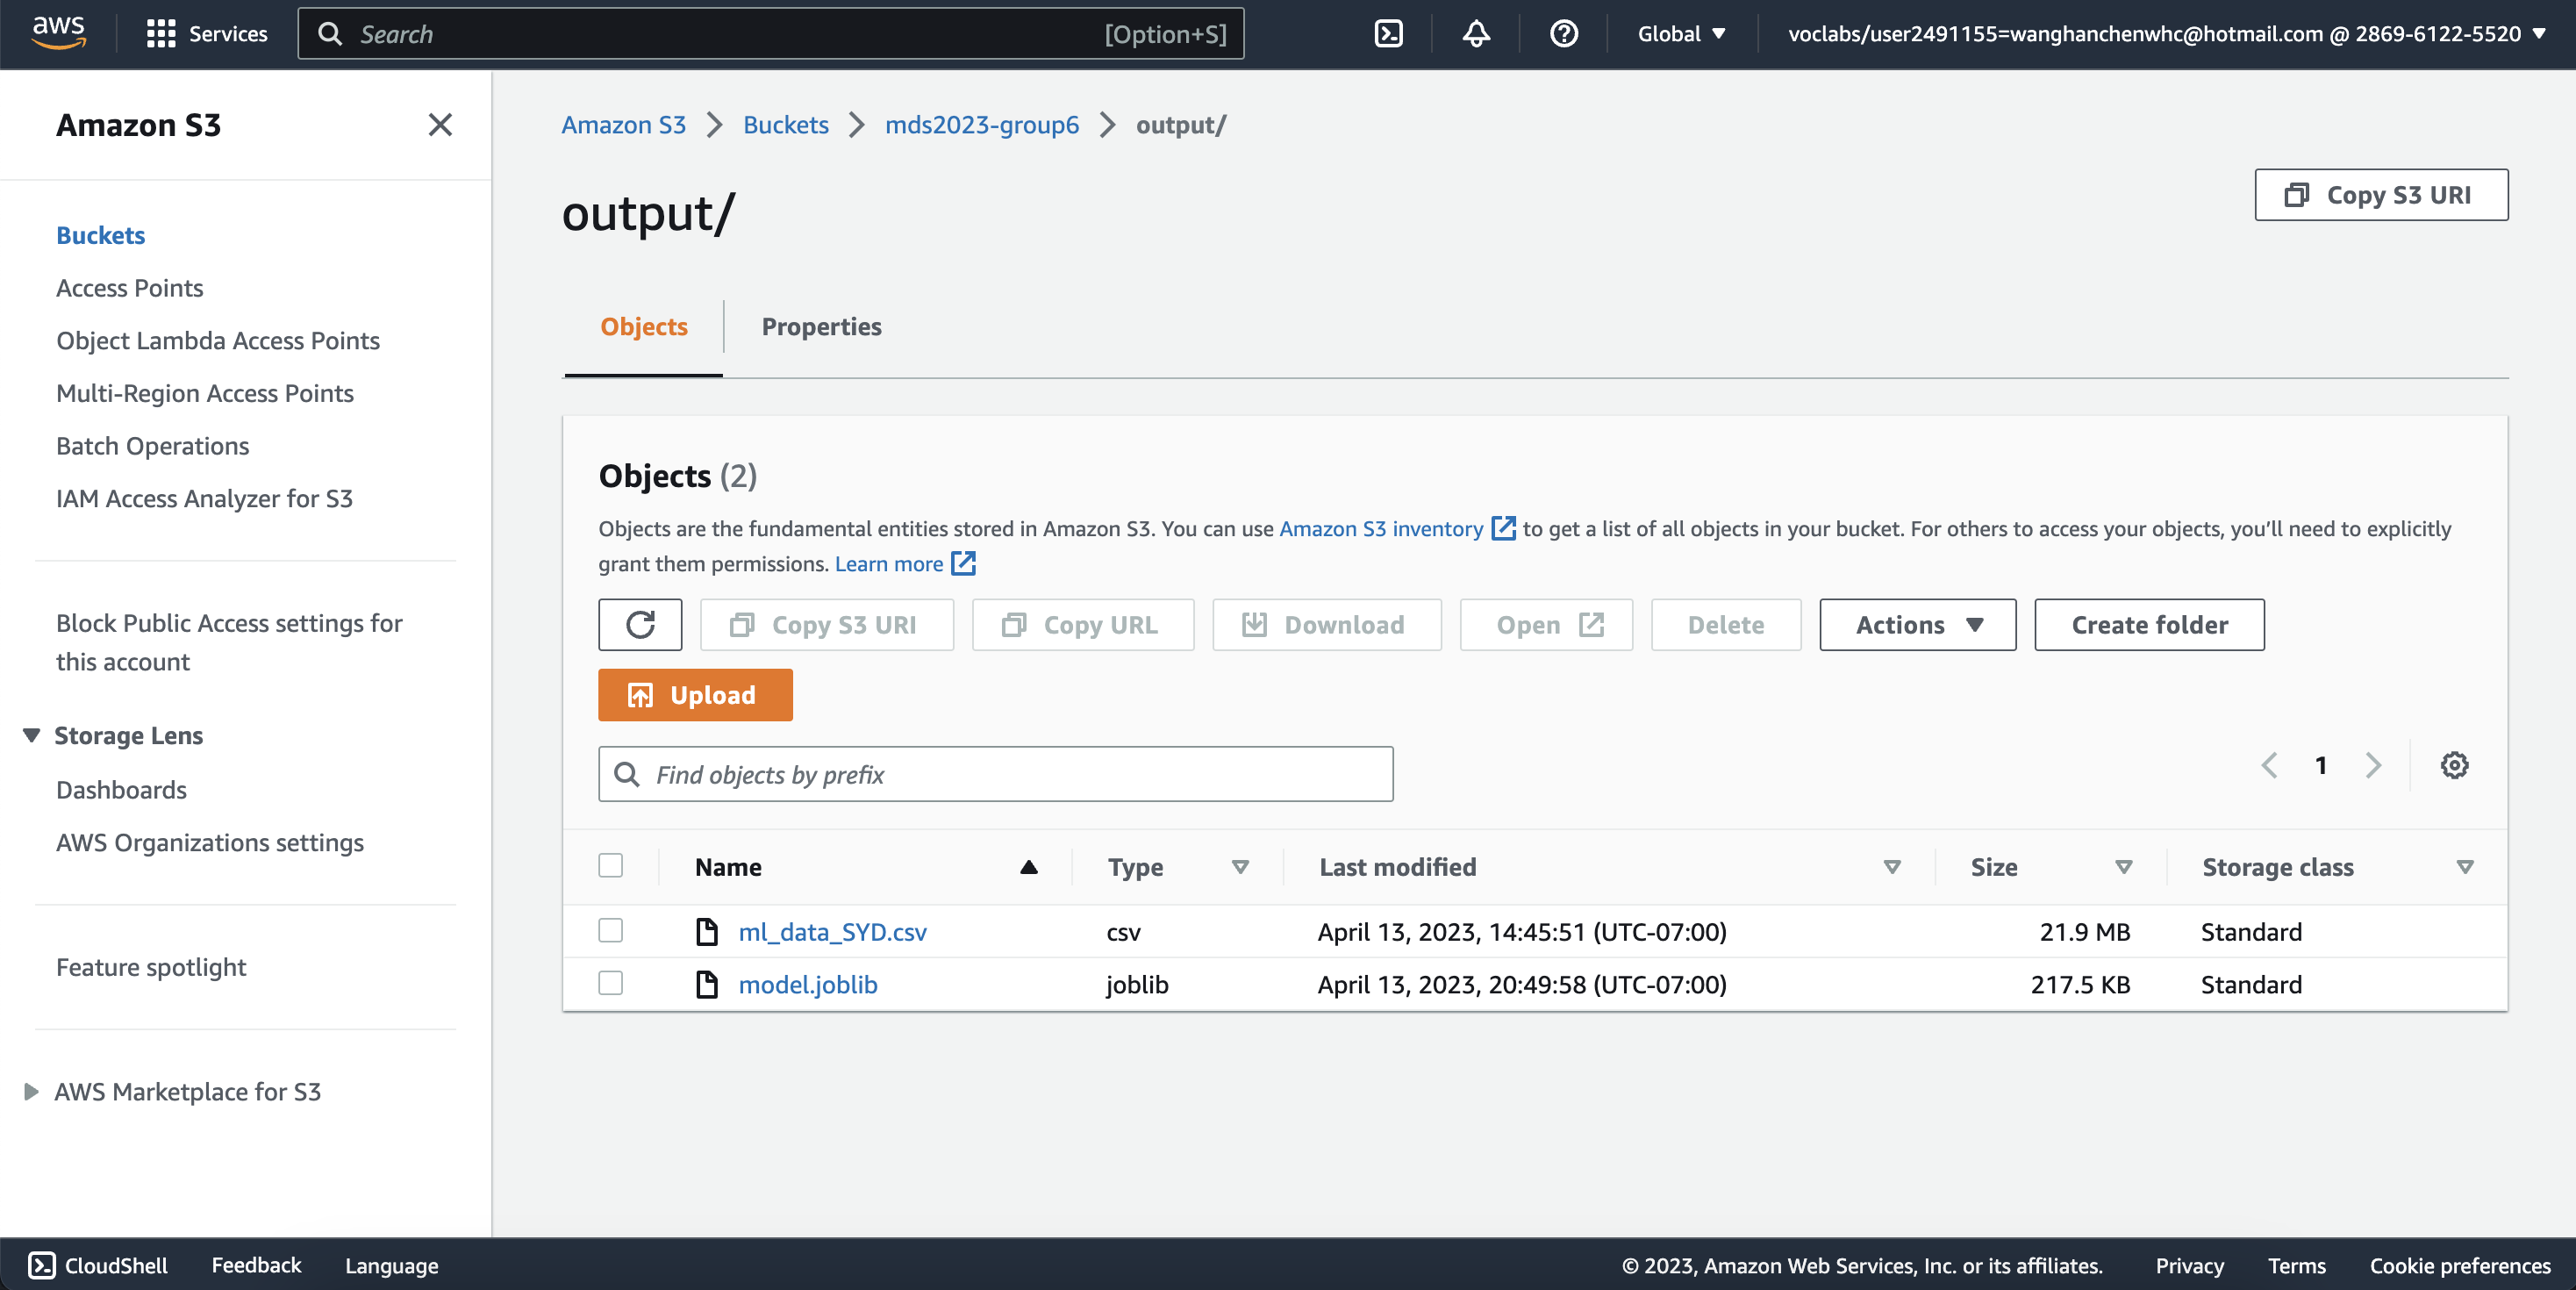 aws
Services
Search
[Option+S]
Global
voclabs/user2491155=wanghanchenwhc@hotmail.com @ 2869-6122-5520
Amazon S3
Buckets
Access Points
Object Lambda Access Points
Multi-Region Access Points
Batch Operations
IAM Access Analyzer for S3
Block Public Access settings for
this account
Storage Lens
Dashboards
AWS Organizations settings
Feature spotlight
AWS Marketplace for S3
Amazon S3 Buckets mds2023-group6 output/
output/
Copy S3 URI
Objects
Properties
Objects (2)
Objects are the fundamental entities stored in Amazon S3. You can use Amazon S3 inventory to get a list of all objects in your bucket. For others to access your objects, you’ll need to explicitly
grant them permissions. Learn more
Copy S3 URI
Copy URL
Download
Open
Delete
Actions
Create folder
Upload
Find objects by prefix
1
Name Type Last modified Size Storage class
ml_data_SYD.csv csv April 13, 2023, 14:45:51 (UTC-07:00) 21.9 MB Standard
model.joblib joblib April 13, 2023, 20:49:58 (UTC-07:00) 217.5 KB Standard
CloudShell
Feedback
Language
© 2023, Amazon Web Services, Inc. or its affiliates.
Privacy
Terms
Cookie preferences